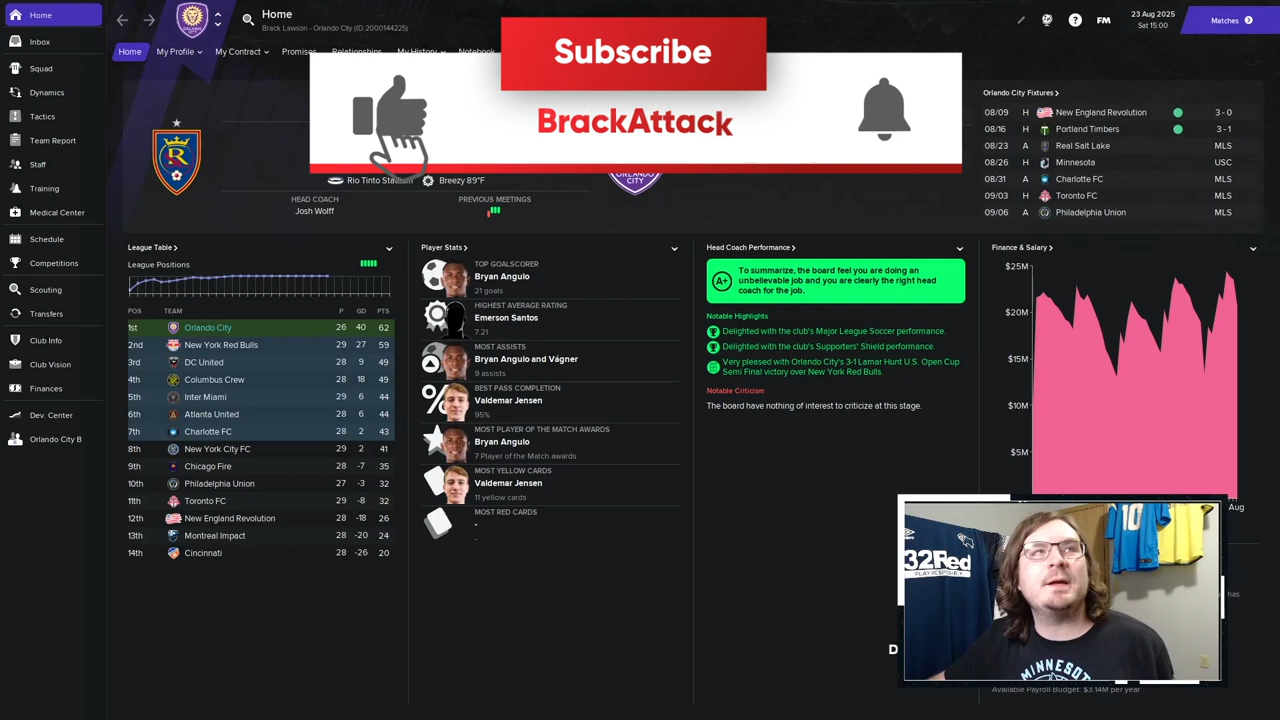 Home
Inbox
Squad
Dynamics
Tactics
Team Report
Staff
Training
Medical Center
Schedule
Competitions
Scouting
Transfers
Club Info
Club Vision
Finances
Dev. Center
Orlando City B
Home
Brack Lawson - Orlando City (ID:2000144225)
FM
23 Aug 2025
Sat 15:00
Matches
Home My Profile My Contract Promises Relationships My History Notebook
Subscribe
BrackAttack
Rio Tinto Stadium Breezy 89°F
HEAD COACH
Josh Wolff
PREVIOUS MEETINGS
ORLANDO
CITY
Orlando City Fixtures
08/09 H New England Revolution 3 - 0
08/16 H Portland Timbers 3 - 1
08/23 A Real Salt Lake MLS
08/26 H Minnesota USC
08/31 A Charlotte FC MLS
09/03 H Toronto FC MLS
09/06 A Philadelphia Union MLS
League Table
League Positions
POS TEAM P GD PTS
1st Orlando City 26 40 62
2nd New York Red Bulls 29 27 59
3rd DC United 28 9 49
4th Columbus Crew 28 18 49
5th Inter Miami 29 6 44
6th Atlanta United 28 6 44
7th Charlotte FC 28 2 43
8th New York City FC 29 2 41
9th Chicago Fire 28 -7 35
10th Philadelphia Union 27 -3 32
11th Toronto FC 29 -8 32
12th New England Revolution 28 -18 26
13th Montreal Impact 28 -20 24
14th Cincinnati 28 -26 20
Player Stats
TOP GOALSCORER
Bryan Angulo
21 goals
HIGHEST AVERAGE RATING
Emerson Santos
7.21
MOST ASSISTS
Bryan Angulo and Vágner
9 assists
BEST PASS COMPLETION
Valdemar Jensen
95%
MOST PLAYER OF THE MATCH AWARDS
Bryan Angulo
7 Player of the Match awards
MOST YELLOW CARDS
Valdemar Jensen
11 yellow cards
MOST RED CARDS
-
-
Head Coach Performance
A+
To summarize, the board feel you are doing an
unbelievable job and you are clearly the right head
coach for the job.
Notable Highlights
Delighted with the club's Major League Soccer performance.
Delighted with the club's Supporters' Shield performance.
Very pleased with Orlando City's 3-1 Lamar Hunt U.S. Open Cup
Semi Final victory over New York Red Bulls.
Notable Criticism
The board have nothing of interest to criticize at this stage.
Finance & Salary
$25M
$20M
$15M
$10M
$5M
Aug
has
D
32Red
PLAY RESPONSIBLY
10
MINNESOTA
Available Payroll Budget: $3.14M per year